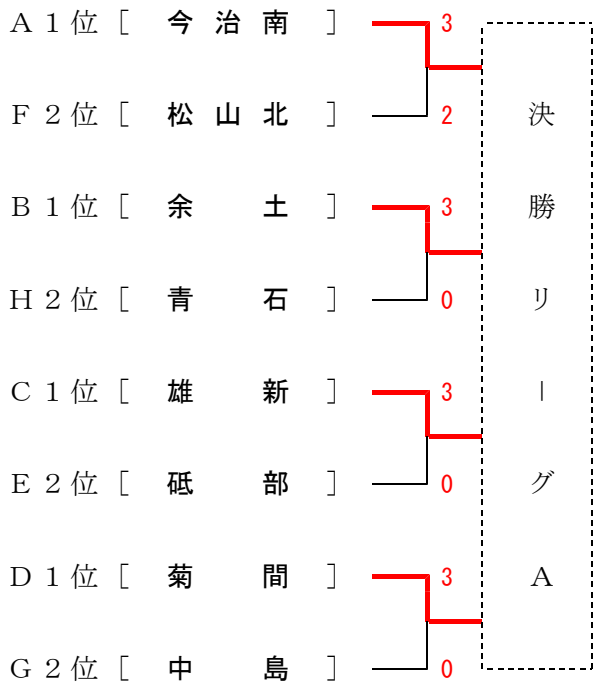 A1位 [ 今治南 ] 3
F2位 [ 松山北 ] 2
B1位 [ 余土 ] 3
H2位 [ 青石 ] 0
C1位 [ 雄新 ] 3
E2位 [ 砥部 ] 0
D1位 [ 菊間 ] 3
G2位 [ 中島 ] 0
決勝リーグA